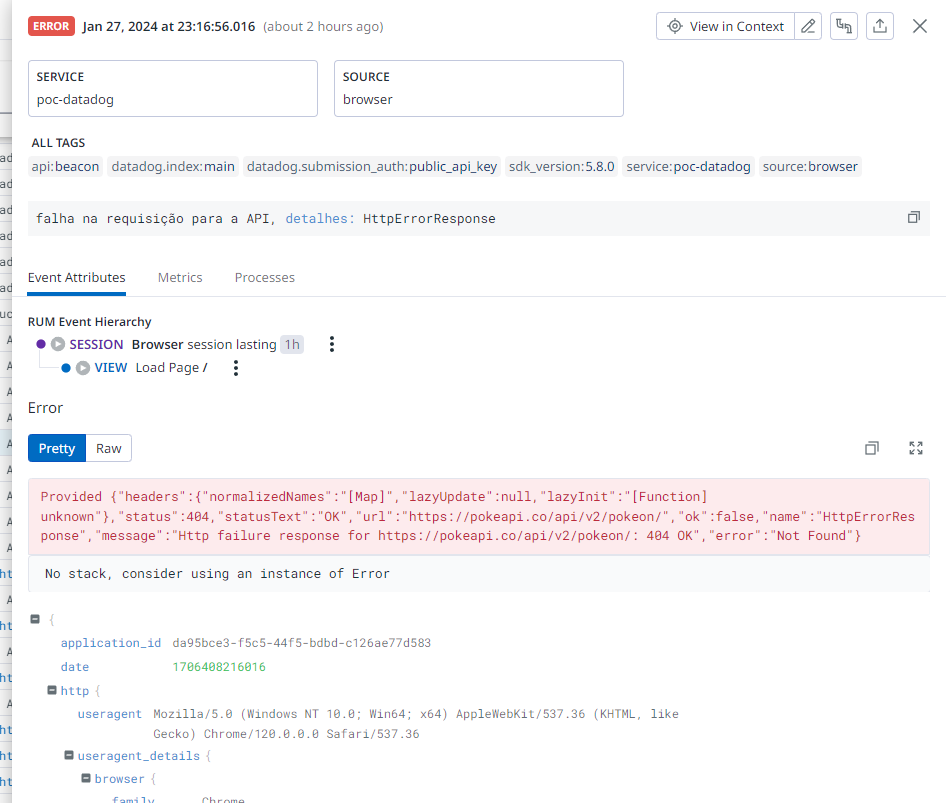 ERROR Jan 27, 2024 at 23:16:56.016 (about 2 hours ago) View in Context
SERVICE
poc-datadog
SOURCE
browser
ALL TAGS
api:beacon datadog.index:main datadog.submission_auth:public_api_key sdk_version:5.8.0 service:poc-datadog source:browser
falha na requisição para a API, detalhes: HttpErrorResponse
Event Attributes Metrics Processes
RUM Event Hierarchy
SESSION Browser session lasting 1h
VIEW Load Page /
Error
Pretty Raw
Provided {"headers":{"normalizedNames":"[Map]","lazyUpdate":null,"lazyInit":"[Function]
unknown"},"status":404,"statusText":"OK","url":"https://pokeapi.co/api/v2/pokeon/","ok":false,"name":"HttpErrorRes
ponse","message":"Http failure response for https://pokeapi.co/api/v2/pokeon/: 404 OK","error":"Not Found"}
No stack, consider using an instance of Error
{
application_id da95bce3-f5c5-44f5-bdbd-c126ae77d583
date 1706408216016
http {
useragent Mozilla/5.0 (Windows NT 10.0; Win64; x64) AppleWebKit/537.36 (KHTML, like
Gecko) Chrome/120.0.0.0 Safari/537.36
useragent_details {
browser {
family Chrome